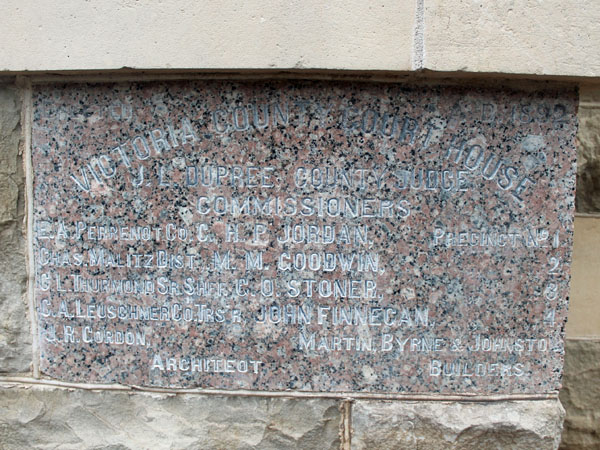 VICTORIA COUNTY COURT HOUSE
J. L. DUPREE COUNTY JUDGE
COMMISSIONERS
E.A. PERRENOT CO. C. H. P. JORDAN, PRECINCT No. 1
CHAS. MALITZ DIST. M. M. GOODWIN, 2
G L. THURMOND SR. SHFF. C. O. STONER, 3
C.A. LEUSCHNER CO. TRS'R JOHN FINNEGAN, 4
J. R. GORDON, MARTIN, BYRNE & JOHNSTON
ARCHITECT BUILDERS.